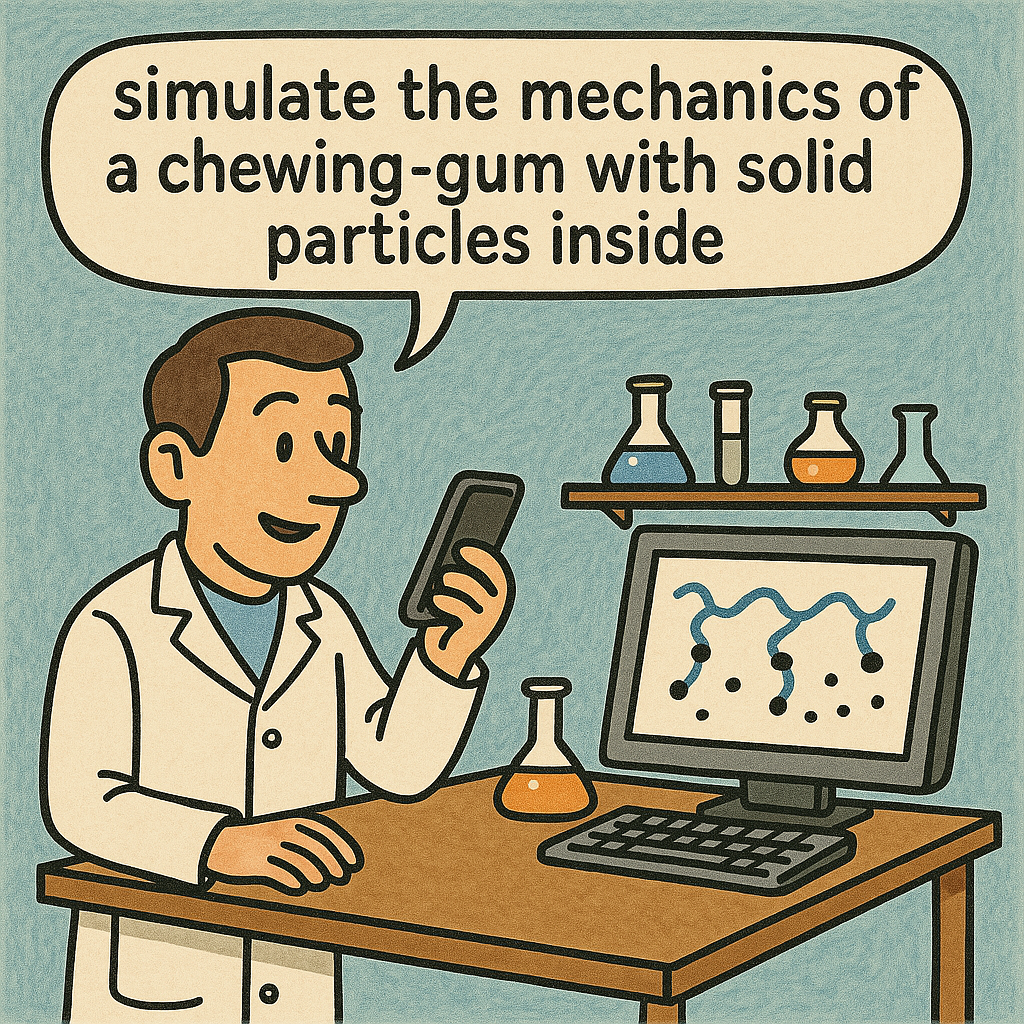 simulate the mechanics of
a chewing-gum with solid
particles inside